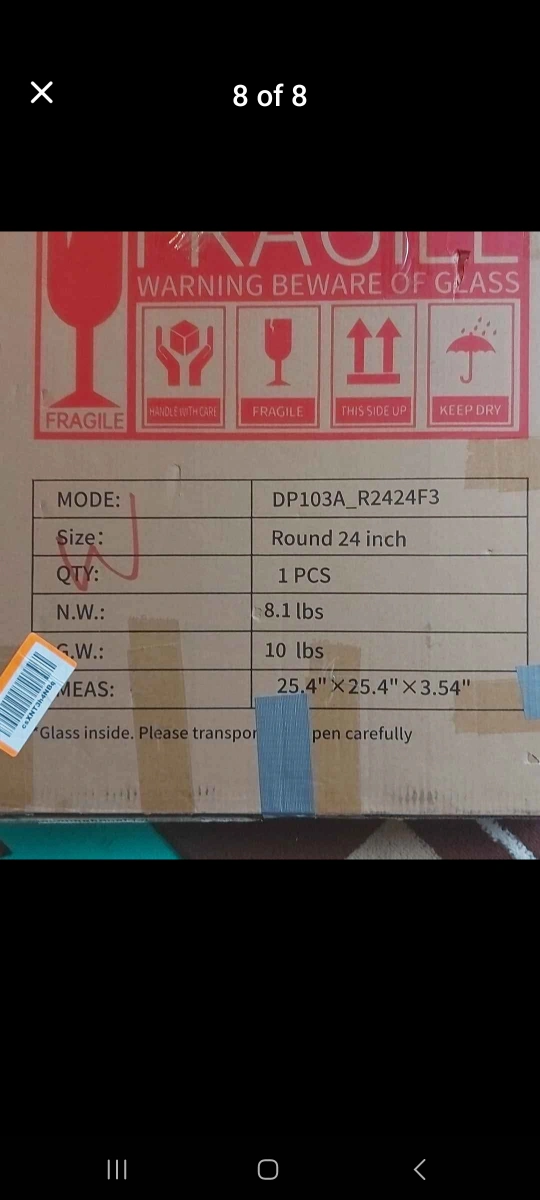 8 of 8
FRAGILE
WARNING BEWARE OF GLASS
FRAGILE
HANDLE WITH CARE
FRAGILE
THIS SIDE UP
KEEP DRY
MODE: DP103A_R2424F3
Size: Round 24 inch
QTY: 1 PCS
N.W.: 8.1 lbs
G.W.: 10 lbs
MEAS: 25.4"×25.4"×3.54"
*Glass inside. Please transpor pen carefully